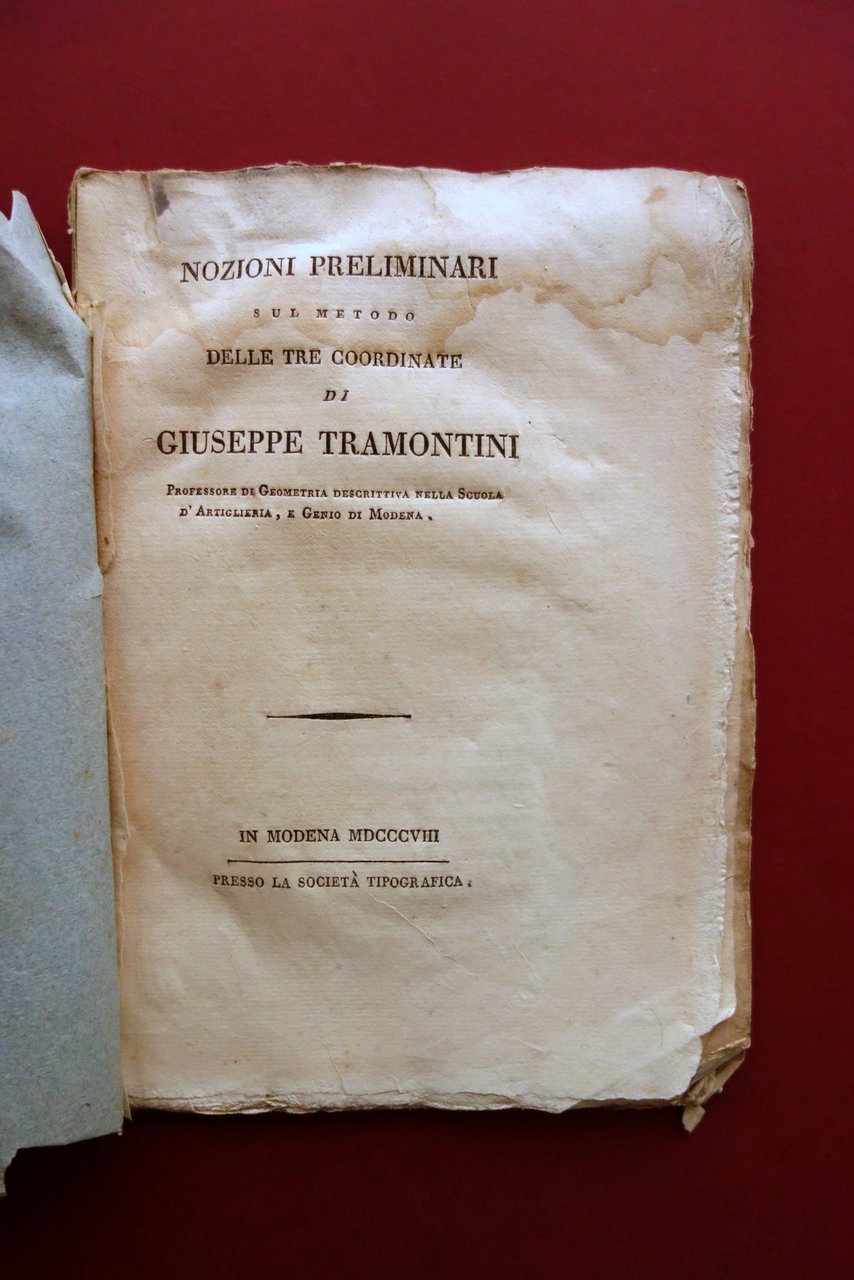 NOZIONI PRELIMINARI
SUL METODO
DELLE TRE COORDINATE
DI
GIUSEPPE TRAMONTINI
PROFESSORE DI GEOMETRIA DESCRITTIVA NELLA SCUOLA
D' ARTIGLIERIA, E GENIO DI MODENA.
IN MODENA MDCCCVIII
PRESSO LA SOCIETÀ TIPOGRAFICA.